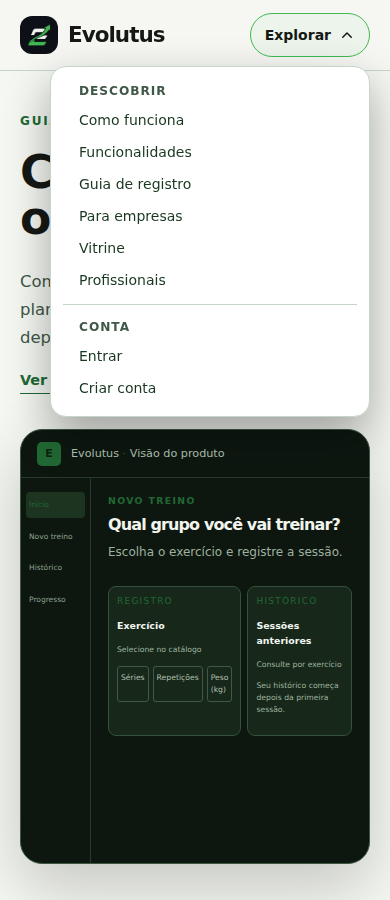 Evolutus
Explorar
DESCOBRIR
Como funciona
Funcionalidades
Guia de registro
Para empresas
Vitrine
Profissionais
CONTA
Entrar
Criar conta
Ver
E
Evolutus · Visão do produto
Início
Novo treino
Histórico
Progresso
NOVO TREINO
Qual grupo você vai treinar?
Escolha o exercício e registre a sessão.
REGISTRO
Exercício
Selecione no catálogo
Séries
Repetições
Peso
(kg)
HISTÓRICO
Sessões
anteriores
Consulte por exercício
Seu histórico começa
depois da primeira
sessão.